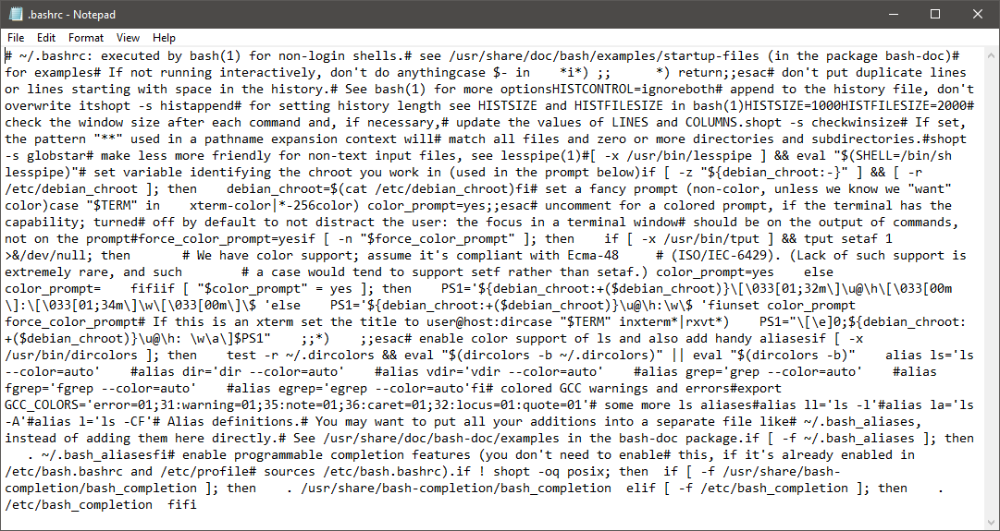 .bashrc - Notepad
File Edit Format View Help
# ~/.bashrc: executed by bash(1) for non-login shells.# see /usr/share/doc/bash/examples/startup-files (in the package bash-doc)#
for examples# If not running interactively, don't do anythingcase $- in    *i*) ;;      *) return;;esac# don't put duplicate lines
or lines starting with space in the history.# See bash(1) for more optionsHISTCONTROL=ignoreboth# append to the history file, don't
overwrite itshopt -s histappend# for setting history length see HISTSIZE and HISTFILESIZE in bash(1)HISTSIZE=1000HISTFILESIZE=2000#
check the window size after each command and, if necessary,# update the values of LINES and COLUMNS.shopt -s checkwinsize# If set,
the pattern "**" used in a pathname expansion context will# match all files and zero or more directories and subdirectories.#shopt
-s globstar# make less more friendly for non-text input files, see lesspipe(1)#[ -x /usr/bin/lesspipe ] && eval "$(SHELL=/bin/sh
lesspipe)"# set variable identifying the chroot you work in (used in the prompt below)if [ -z "${debian_chroot:-}" ] && [ -r
/etc/debian_chroot ]; then    debian_chroot=$(cat /etc/debian_chroot)fi# set a fancy prompt (non-color, unless we know we "want"
color)case "$TERM" in    xterm-color|*-256color) color_prompt=yes;;esac# uncomment for a colored prompt, if the terminal has the
capability; turned# off by default to not distract the user: the focus in a terminal window# should be on the output of commands,
not on the prompt#force_color_prompt=yesif [ -n "$force_color_prompt" ]; then    if [ -x /usr/bin/tput ] && tput setaf 1
>&/dev/null; then       # We have color support; assume it's compliant with Ecma-48     # (ISO/IEC-6429). (Lack of such support is
extremely rare, and such        # a case would tend to support setf rather than setaf.) color_prompt=yes    else
color_prompt=    fifiif [ "$color_prompt" = yes ]; then    PS1='${debian_chroot:+($debian_chroot)}\[\033[01;32m\]\u@\h\[\033[00m
\]:\[\033[01;34m\]\w\[\033[00m\]\$ 'else    PS1='${debian_chroot:+($debian_chroot)}\u@\h:\w\$ 'fiunset color_prompt
force_color_prompt# If this is an xterm set the title to user@host:dircase "$TERM" inxterm*|rxvt*)    PS1="\[\e]0;${debian_chroot:
+($debian_chroot)}\u@\h: \w\a\]$PS1"    ;;*)    ;;esac# enable color support of ls and also add handy aliasesif [ -x
/usr/bin/dircolors ]; then    test -r ~/.dircolors && eval "$(dircolors -b ~/.dircolors)" || eval "$(dircolors -b)"    alias ls='ls
--color=auto'    #alias dir='dir --color=auto'    #alias vdir='vdir --color=auto'    #alias grep='grep --color=auto'    #alias
fgrep='fgrep --color=auto'    #alias egrep='egrep --color=auto'fi# colored GCC warnings and errors#export
GCC_COLORS='error=01;31:warning=01;35:note=01;36:caret=01;32:locus=01:quote=01'# some more ls aliases#alias ll='ls -l'#alias la='ls
-A'#alias l='ls -CF'# Alias definitions.# You may want to put all your additions into a separate file like# ~/.bash_aliases,
instead of adding them here directly.# See /usr/share/doc/bash-doc/examples in the bash-doc package.if [ -f ~/.bash_aliases ]; then
   . ~/.bash_aliasesfi# enable programmable completion features (you don't need to enable# this, if it's already enabled in
/etc/bash.bashrc and /etc/profile# sources /etc/bash.bashrc).if ! shopt -oq posix; then  if [ -f /usr/share/bash-
completion/bash_completion ]; then    . /usr/share/bash-completion/bash_completion  elif [ -f /etc/bash_completion ]; then    .
/etc/bash_completion  fifi